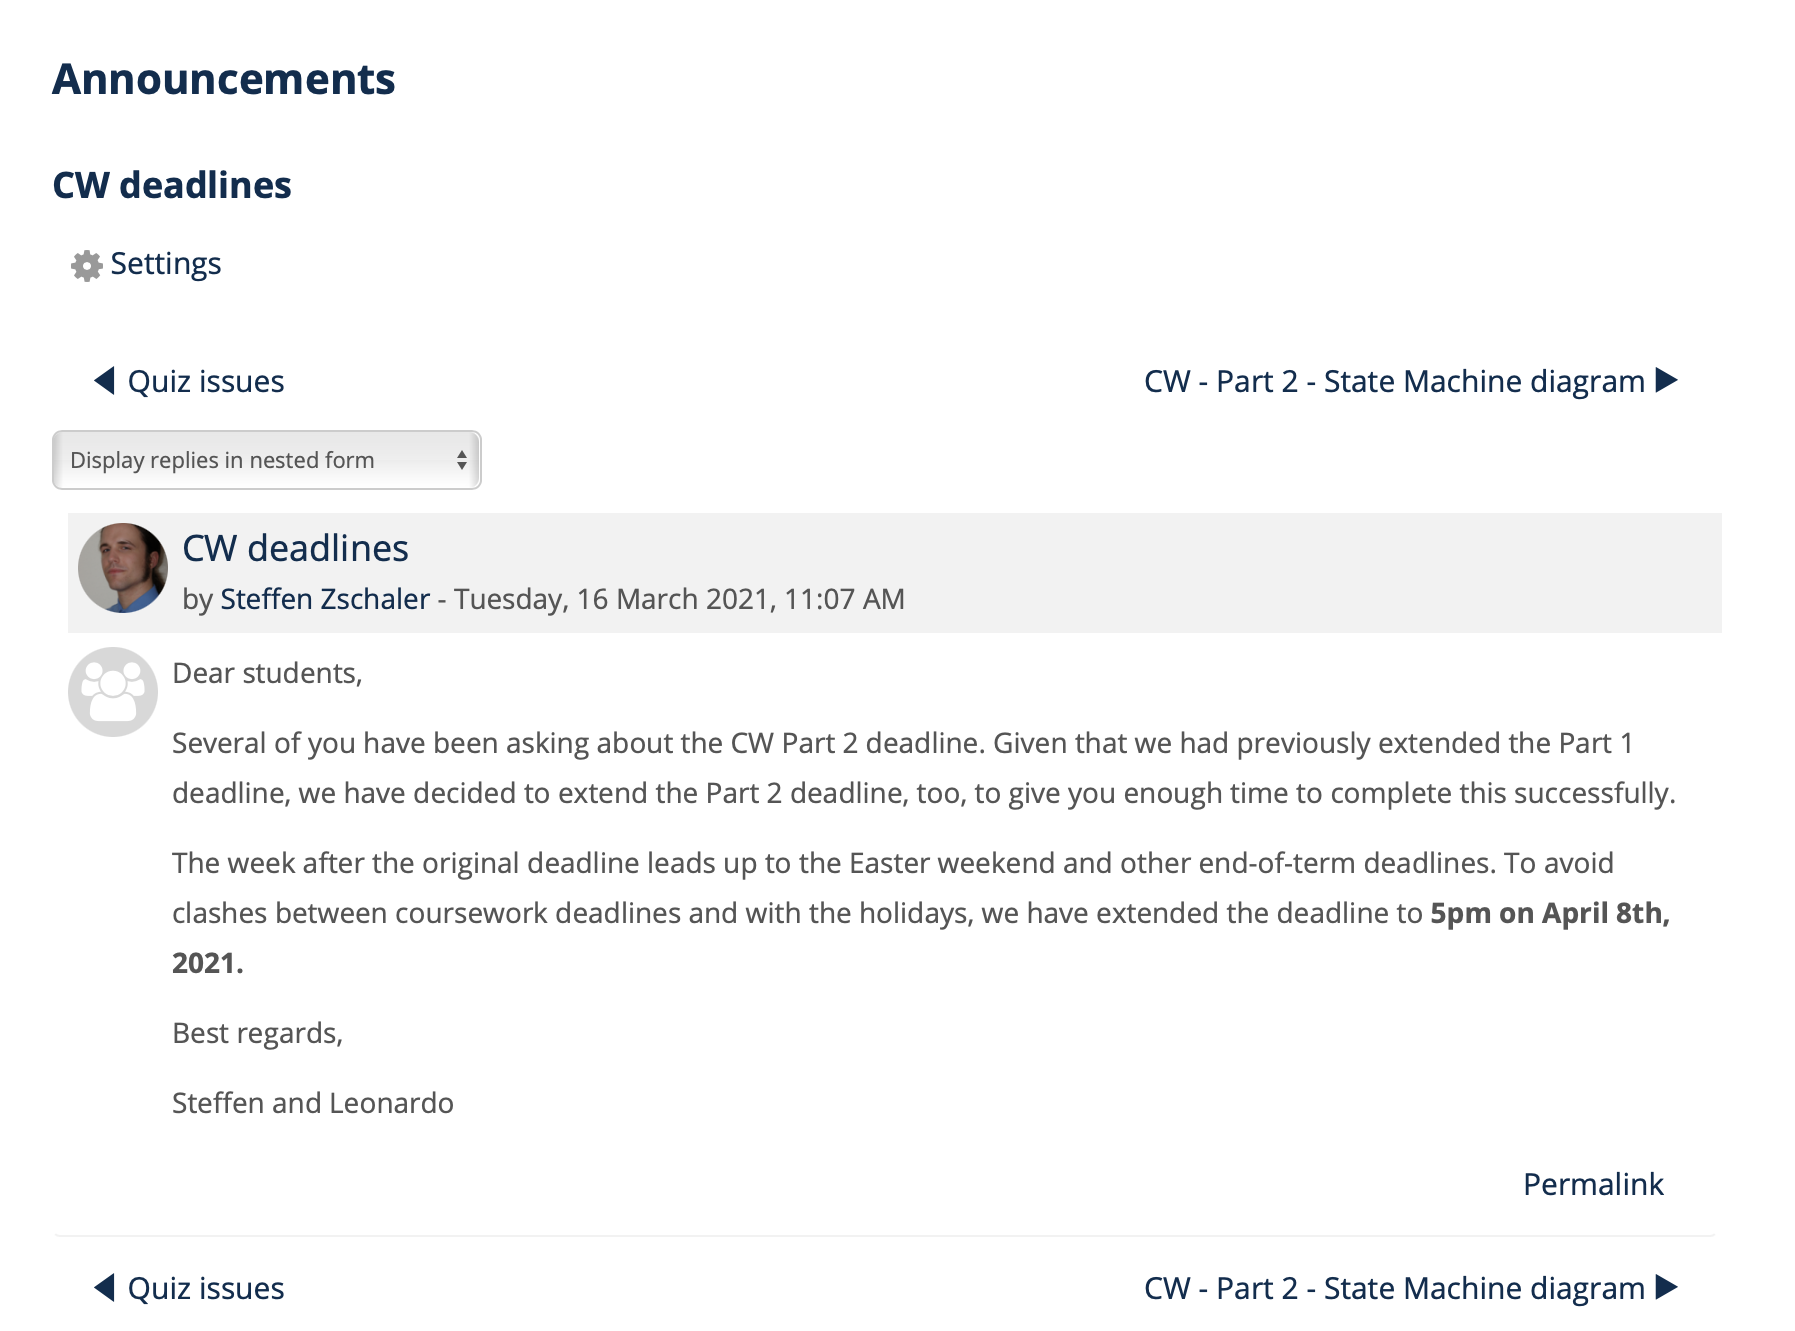 Announcements
CW deadlines
Settings
Quiz issues
CW - Part 2 - State Machine diagram
Display replies in nested form
CW deadlines
by Steffen Zschaler - Tuesday, 16 March 2021, 11:07 AM
Dear students,
Several of you have been asking about the CW Part 2 deadline. Given that we had previously extended the Part 1
deadline, we have decided to extend the Part 2 deadline, too, to give you enough time to complete this successfully.
The week after the original deadline leads up to the Easter weekend and other end-of-term deadlines. To avoid
clashes between coursework deadlines and with the holidays, we have extended the deadline to 5pm on April 8th,
2021.
Best regards,
Steffen and Leonardo
Permalink
Quiz issues
CW - Part 2 - State Machine diagram